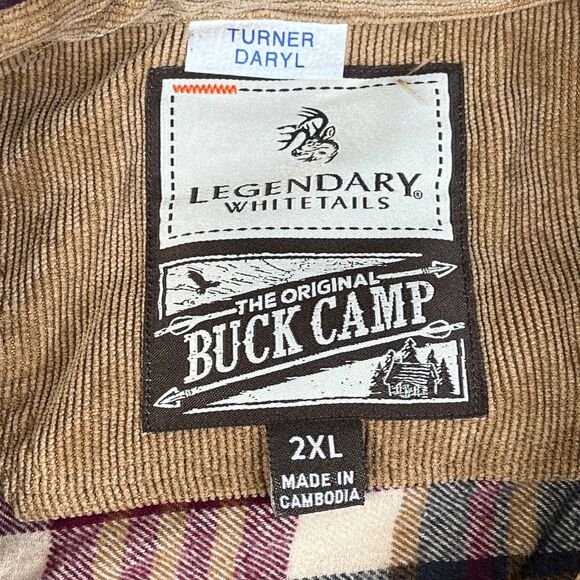 TURNER
DARYL
LEGENDARY®
WHITETAILS
THE ORIGINAL
BUCK CAMP
2XL
MADE IN
CAMBODIA